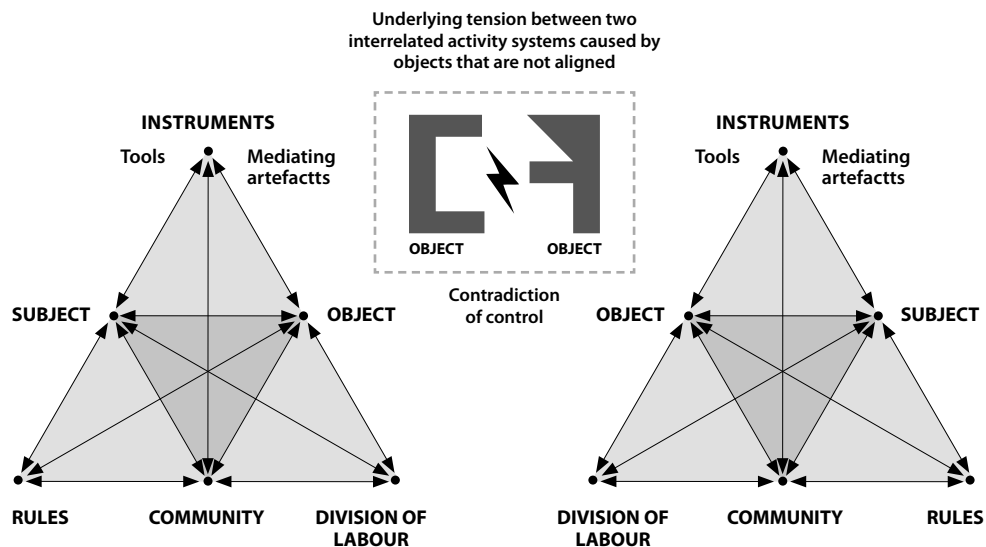 Underlying tension between two
interrelated activity systems caused by
objects that are not aligned
INSTRUMENTS
Tools
Mediating
artefactts
SUBJECT
OBJECT
RULES
COMMUNITY
DIVISION OF
LABOUR
OBJECT
OBJECT
Contradiction
of control
INSTRUMENTS
Tools
Mediating
artefactts
OBJECT
SUBJECT
DIVISION OF
LABOUR
COMMUNITY
RULES